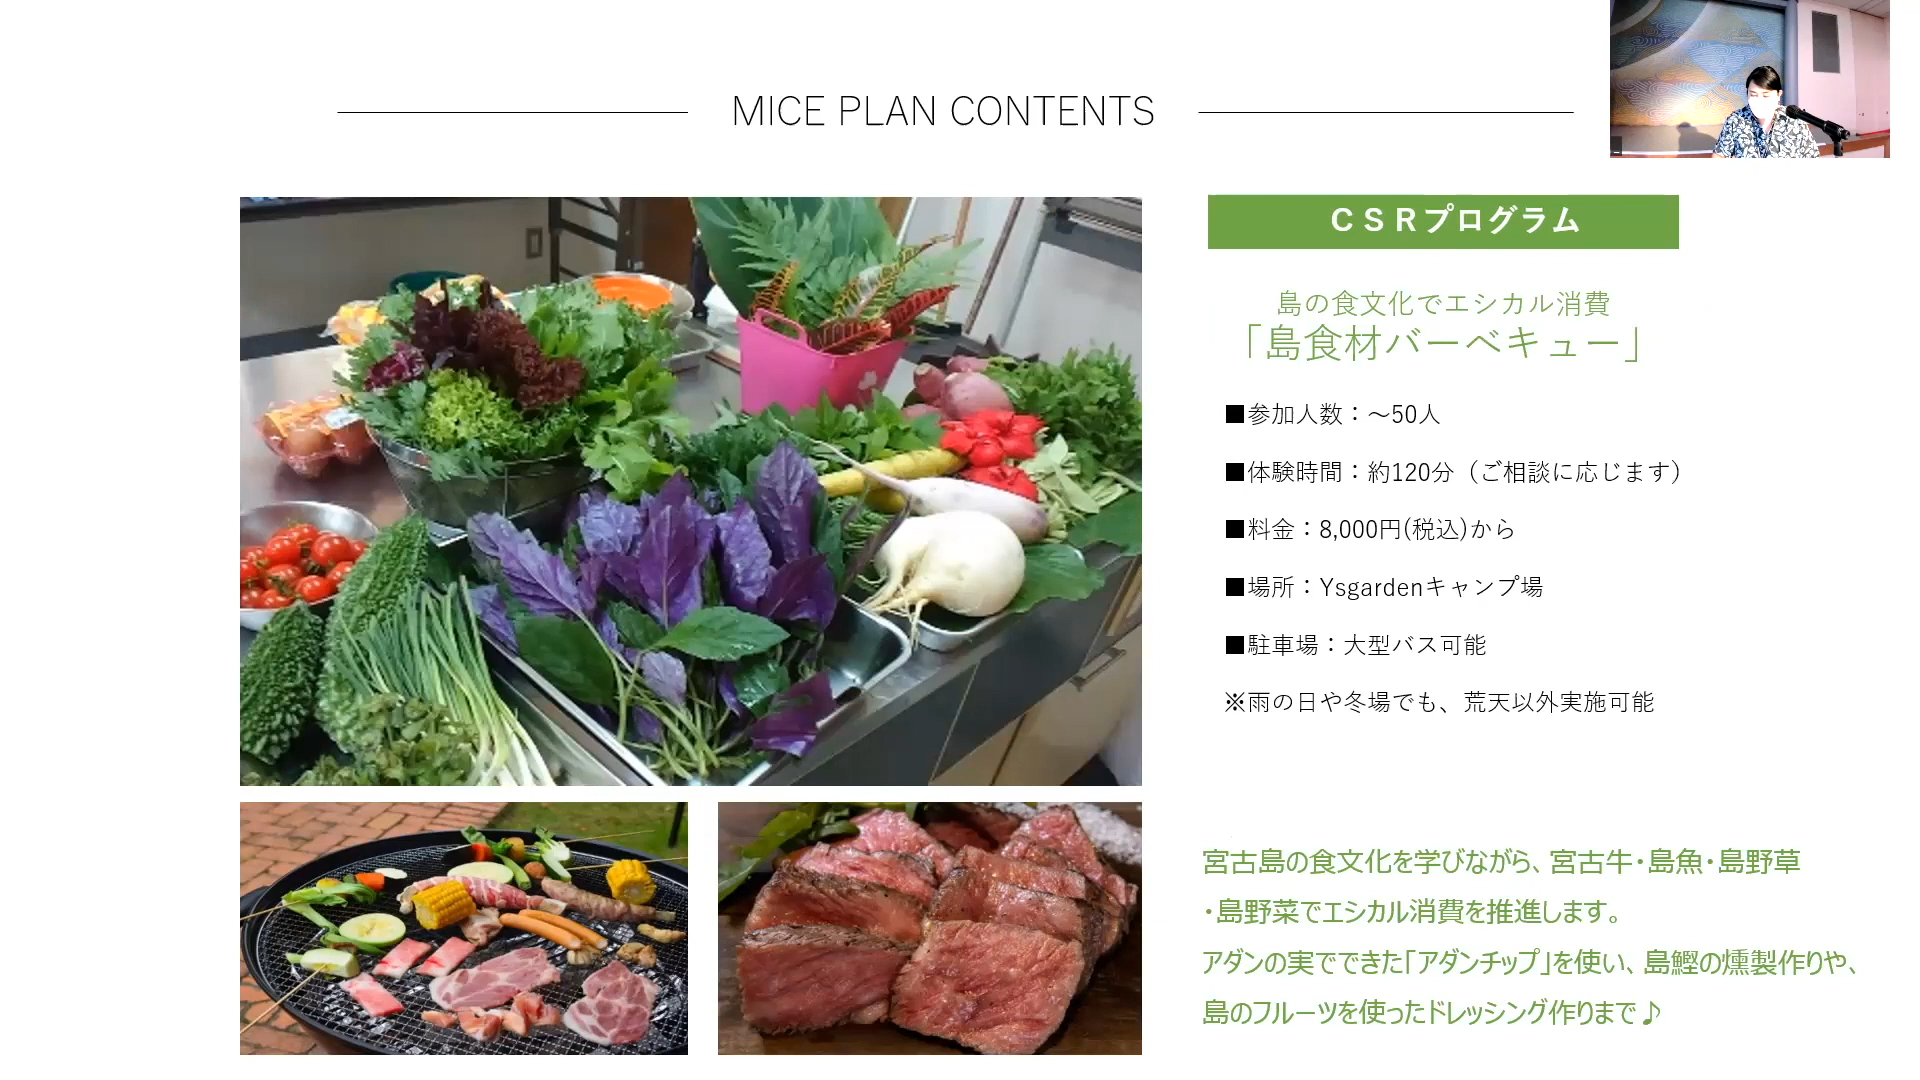 MICE PLAN CONTENTS
ＣＳＲプログラム
島の食文化でエシカル消費
「島食材バーベキュー」
■参加人数：～50人
■体験時間：約120分（ご相談に応じます）
■料金：8,000円(税込)から
■場所：Ysgardenキャンプ場
■駐車場：大型バス可能
※雨の日や冬場でも、荒天以外実施可能
宮古島の食文化を学びながら、宮古牛・島魚・島野草
・島野菜でエシカル消費を推進します。
アダンの実でできた「アダンチップ」を使い、島鰹の燻製作りや、
島のフルーツを使ったドレッシング作りまで♪